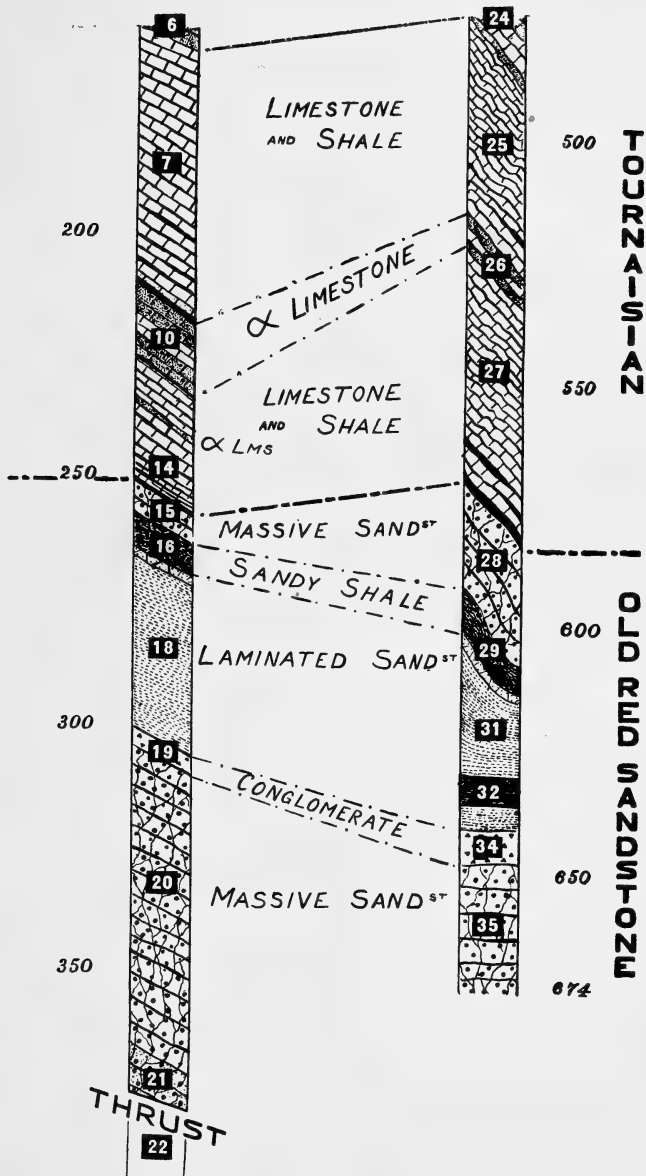 6
24
LIMESTONE
AND SHALE
500
25
7
200
26
∝ LIMESTONE
10
27
550
LIMESTONE
AND SHALE
∝ LMS
14
250
15
MASSIVE SANDST
16
28
SANDY SHALE
600
29
18
LAMINATED SANDST
300
31
19
CONGLOMERATE
32
34
20
650
MASSIVE SANDST
35
350
674
21
THRUST
22
TOURNAISIAN
OLD RED SANDSTONE